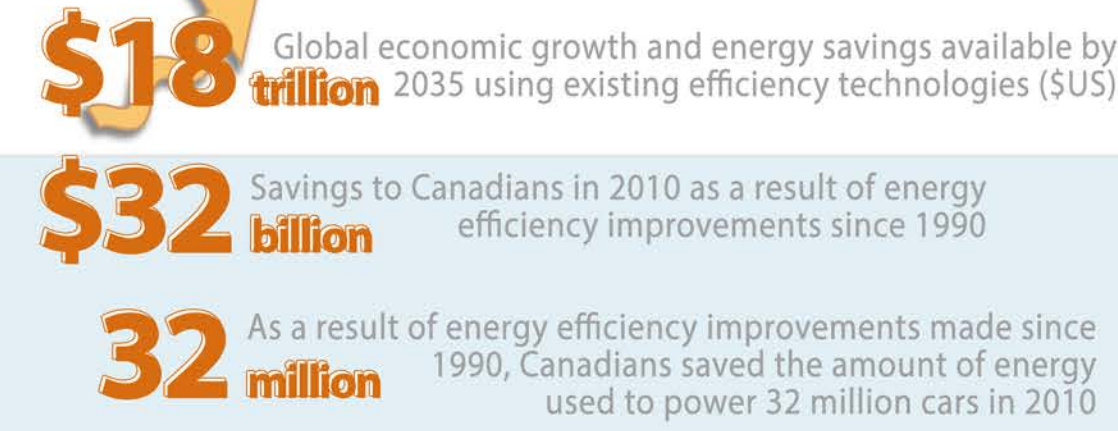 $18 trillion
Global economic growth and energy savings available by
2035 using existing efficiency technologies ($US)
$32 billion
Savings to Canadians in 2010 as a result of energy
efficiency improvements since 1990
32 million
As a result of energy efficiency improvements made since
1990, Canadians saved the amount of energy
used to power 32 million cars in 2010